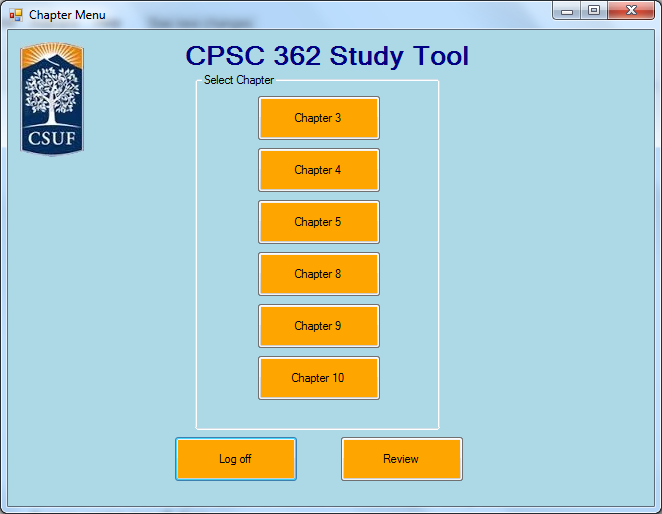 Chapter Menu
CPSC 362 Study Tool
CSUF
Select Chapter
Chapter 3
Chapter 4
Chapter 5
Chapter 8
Chapter 9
Chapter 10
Log off
Review